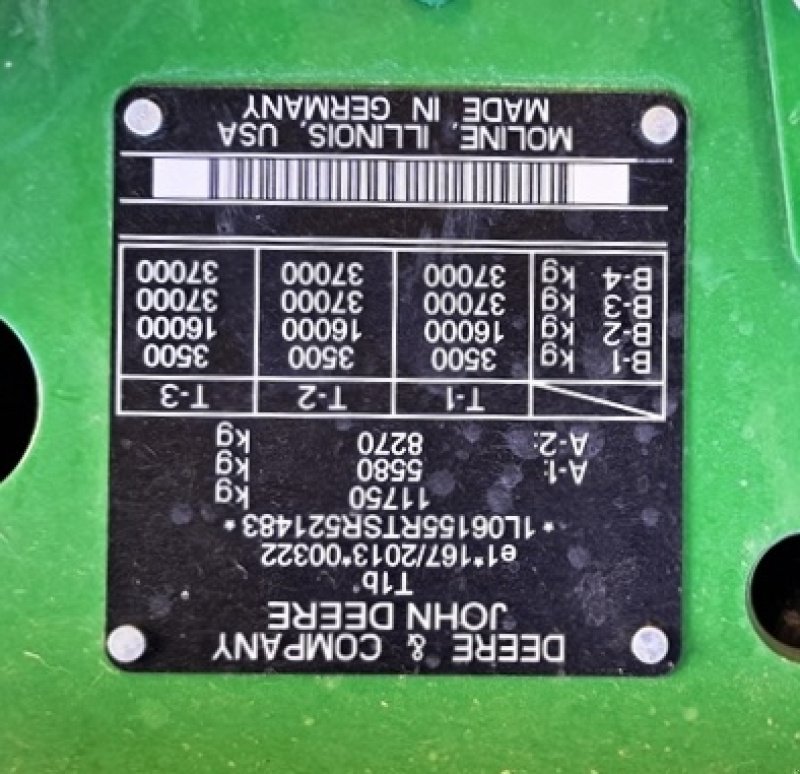 DEERE & COMPANY
JOHN DEERE
T1b
e1*167/2013*00322
*1L06155RTSR521483*
11750 kg
A-1: 5580 kg
A-2: 8270 kg
T-1 T-2 T-3
B-1 kg 3500 3500 3500
B-2 kg 16000 16000 16000
B-3 kg 37000 37000 37000
B-4 kg 37000 37000 37000
MOLINE, ILLINOIS, USA
MADE IN GERMANY